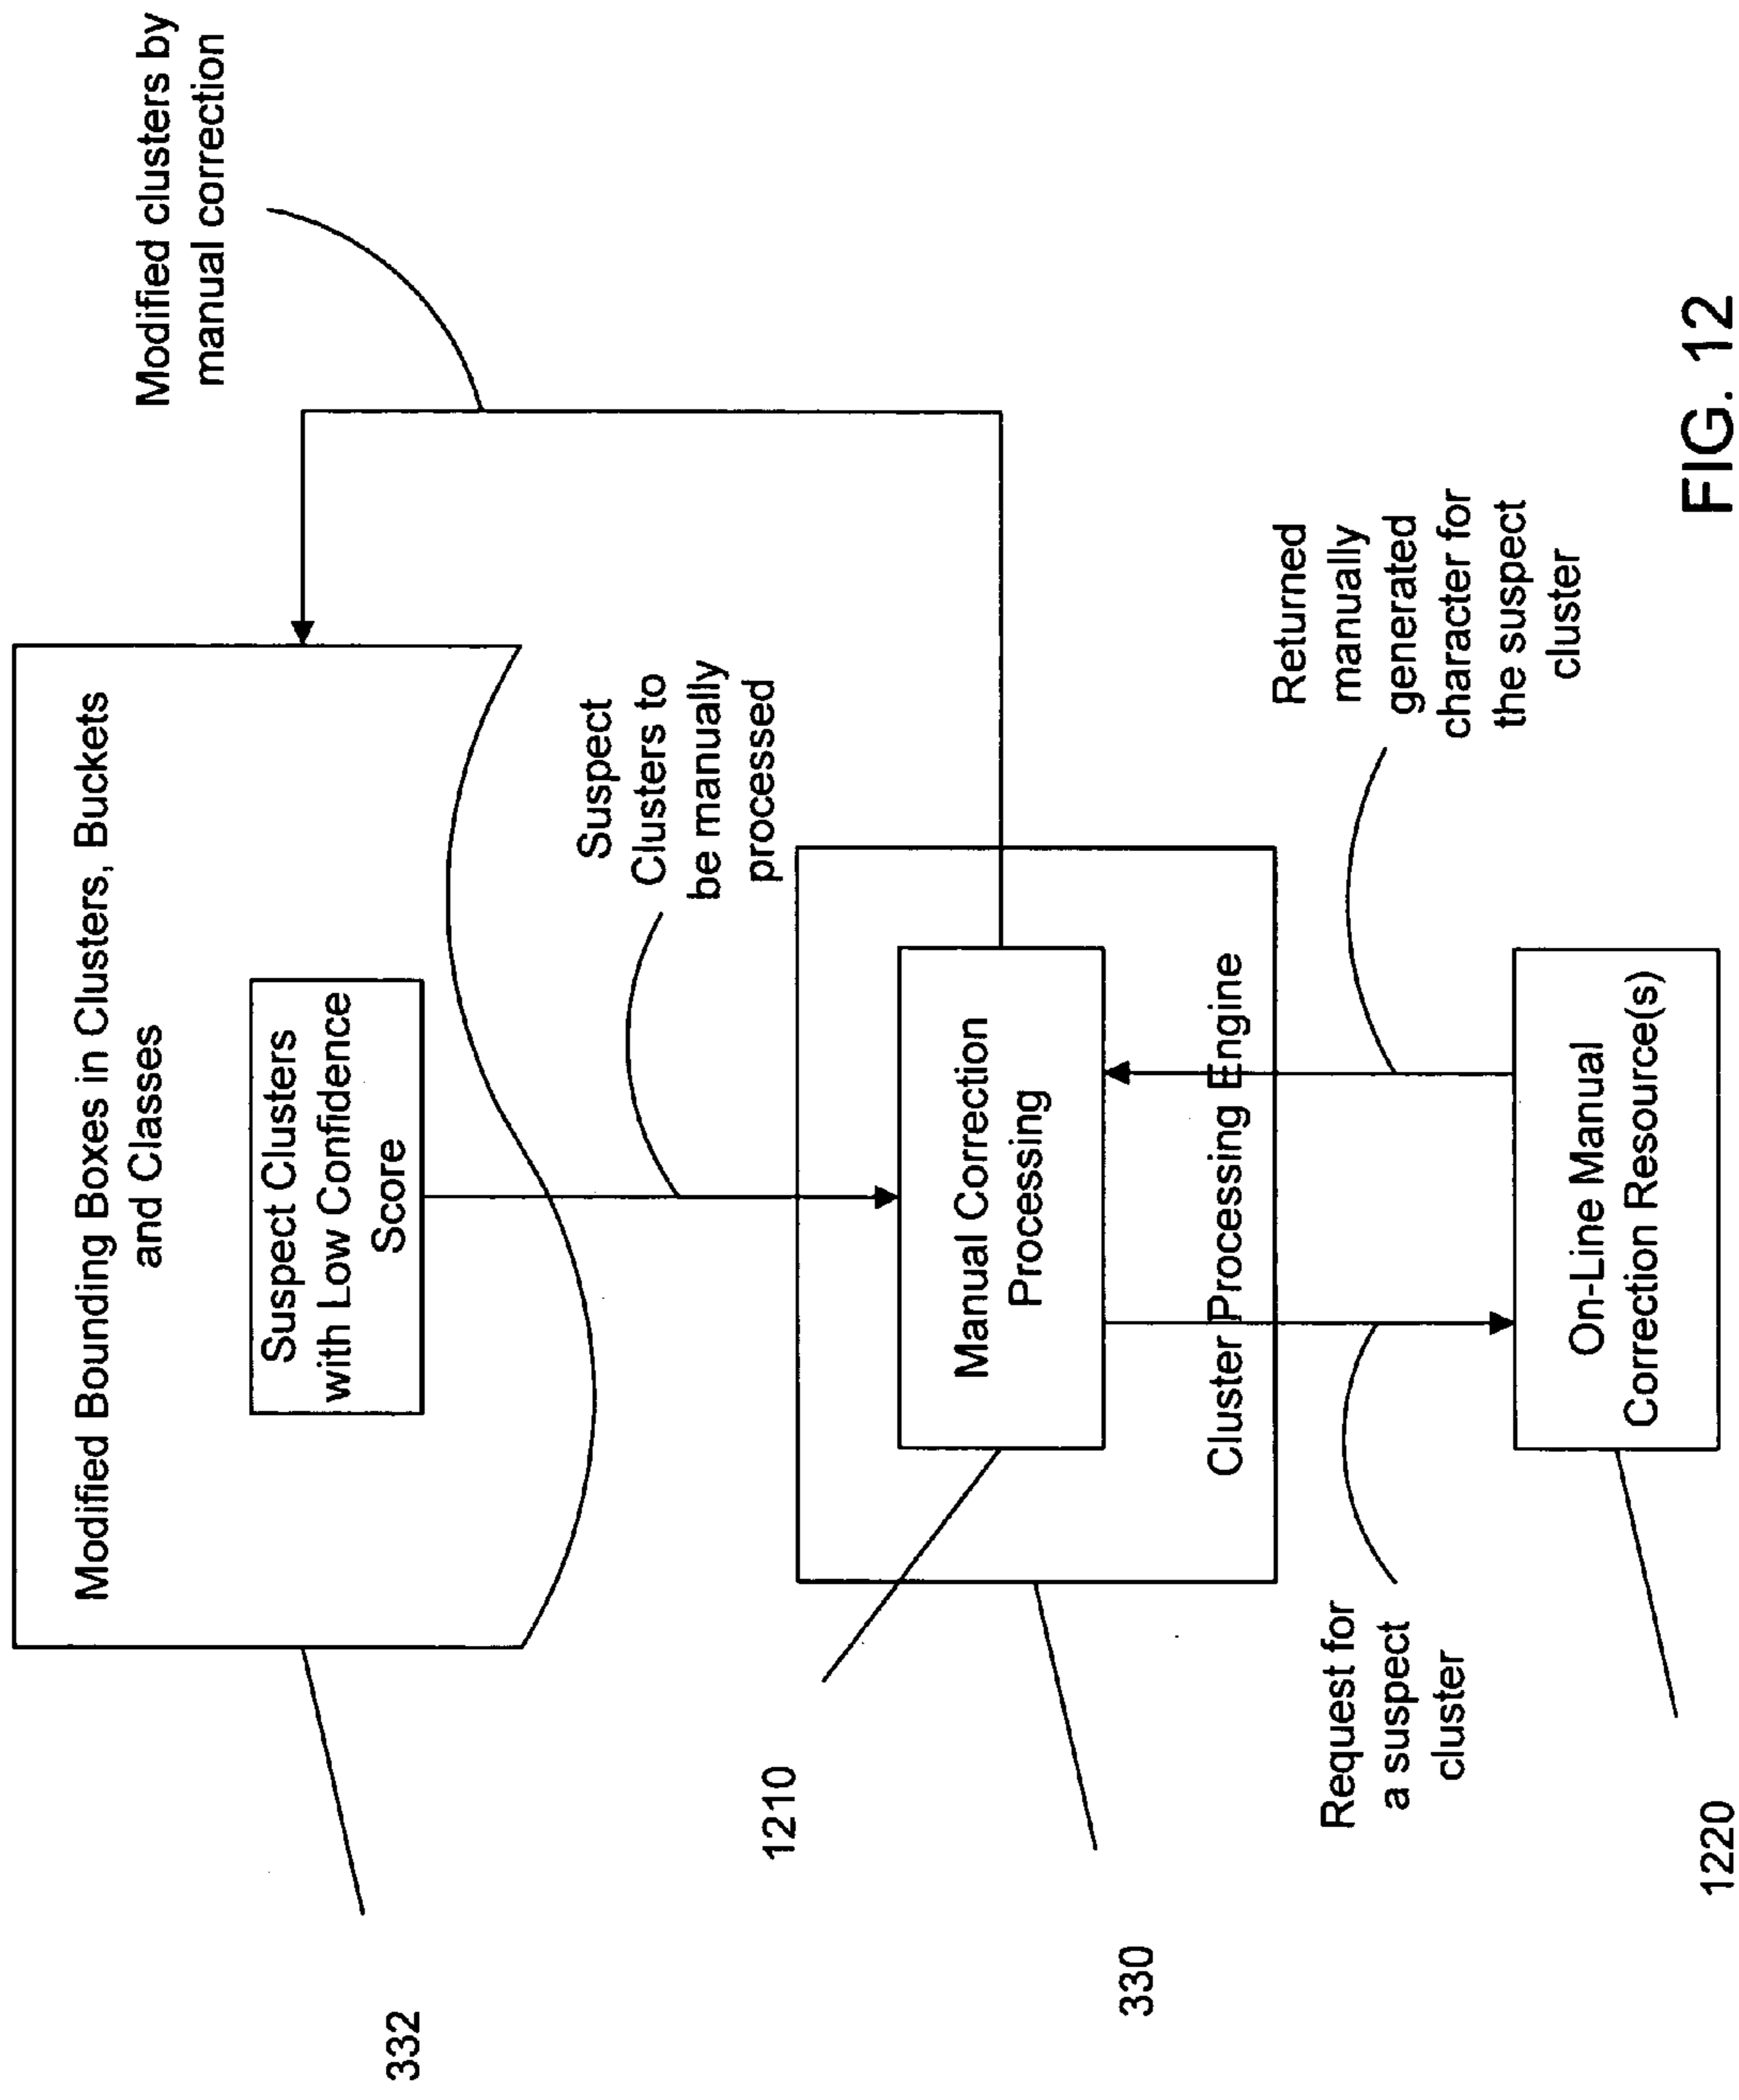 Modified Bounding Boxes in Clusters, Buckets
and Classes
Suspect Clusters
with Low Confidence
Score
332
Modified clusters by
manual correction
Suspect
Clusters to
be manually
processed
1210
Manual Correction
Processing
Cluster Processing Engine
330
Request for
a suspect
cluster
Returned
manually
generated
character for
the suspect
cluster
On-Line Manual
Correction Resource(s)
1220
FIG. 12